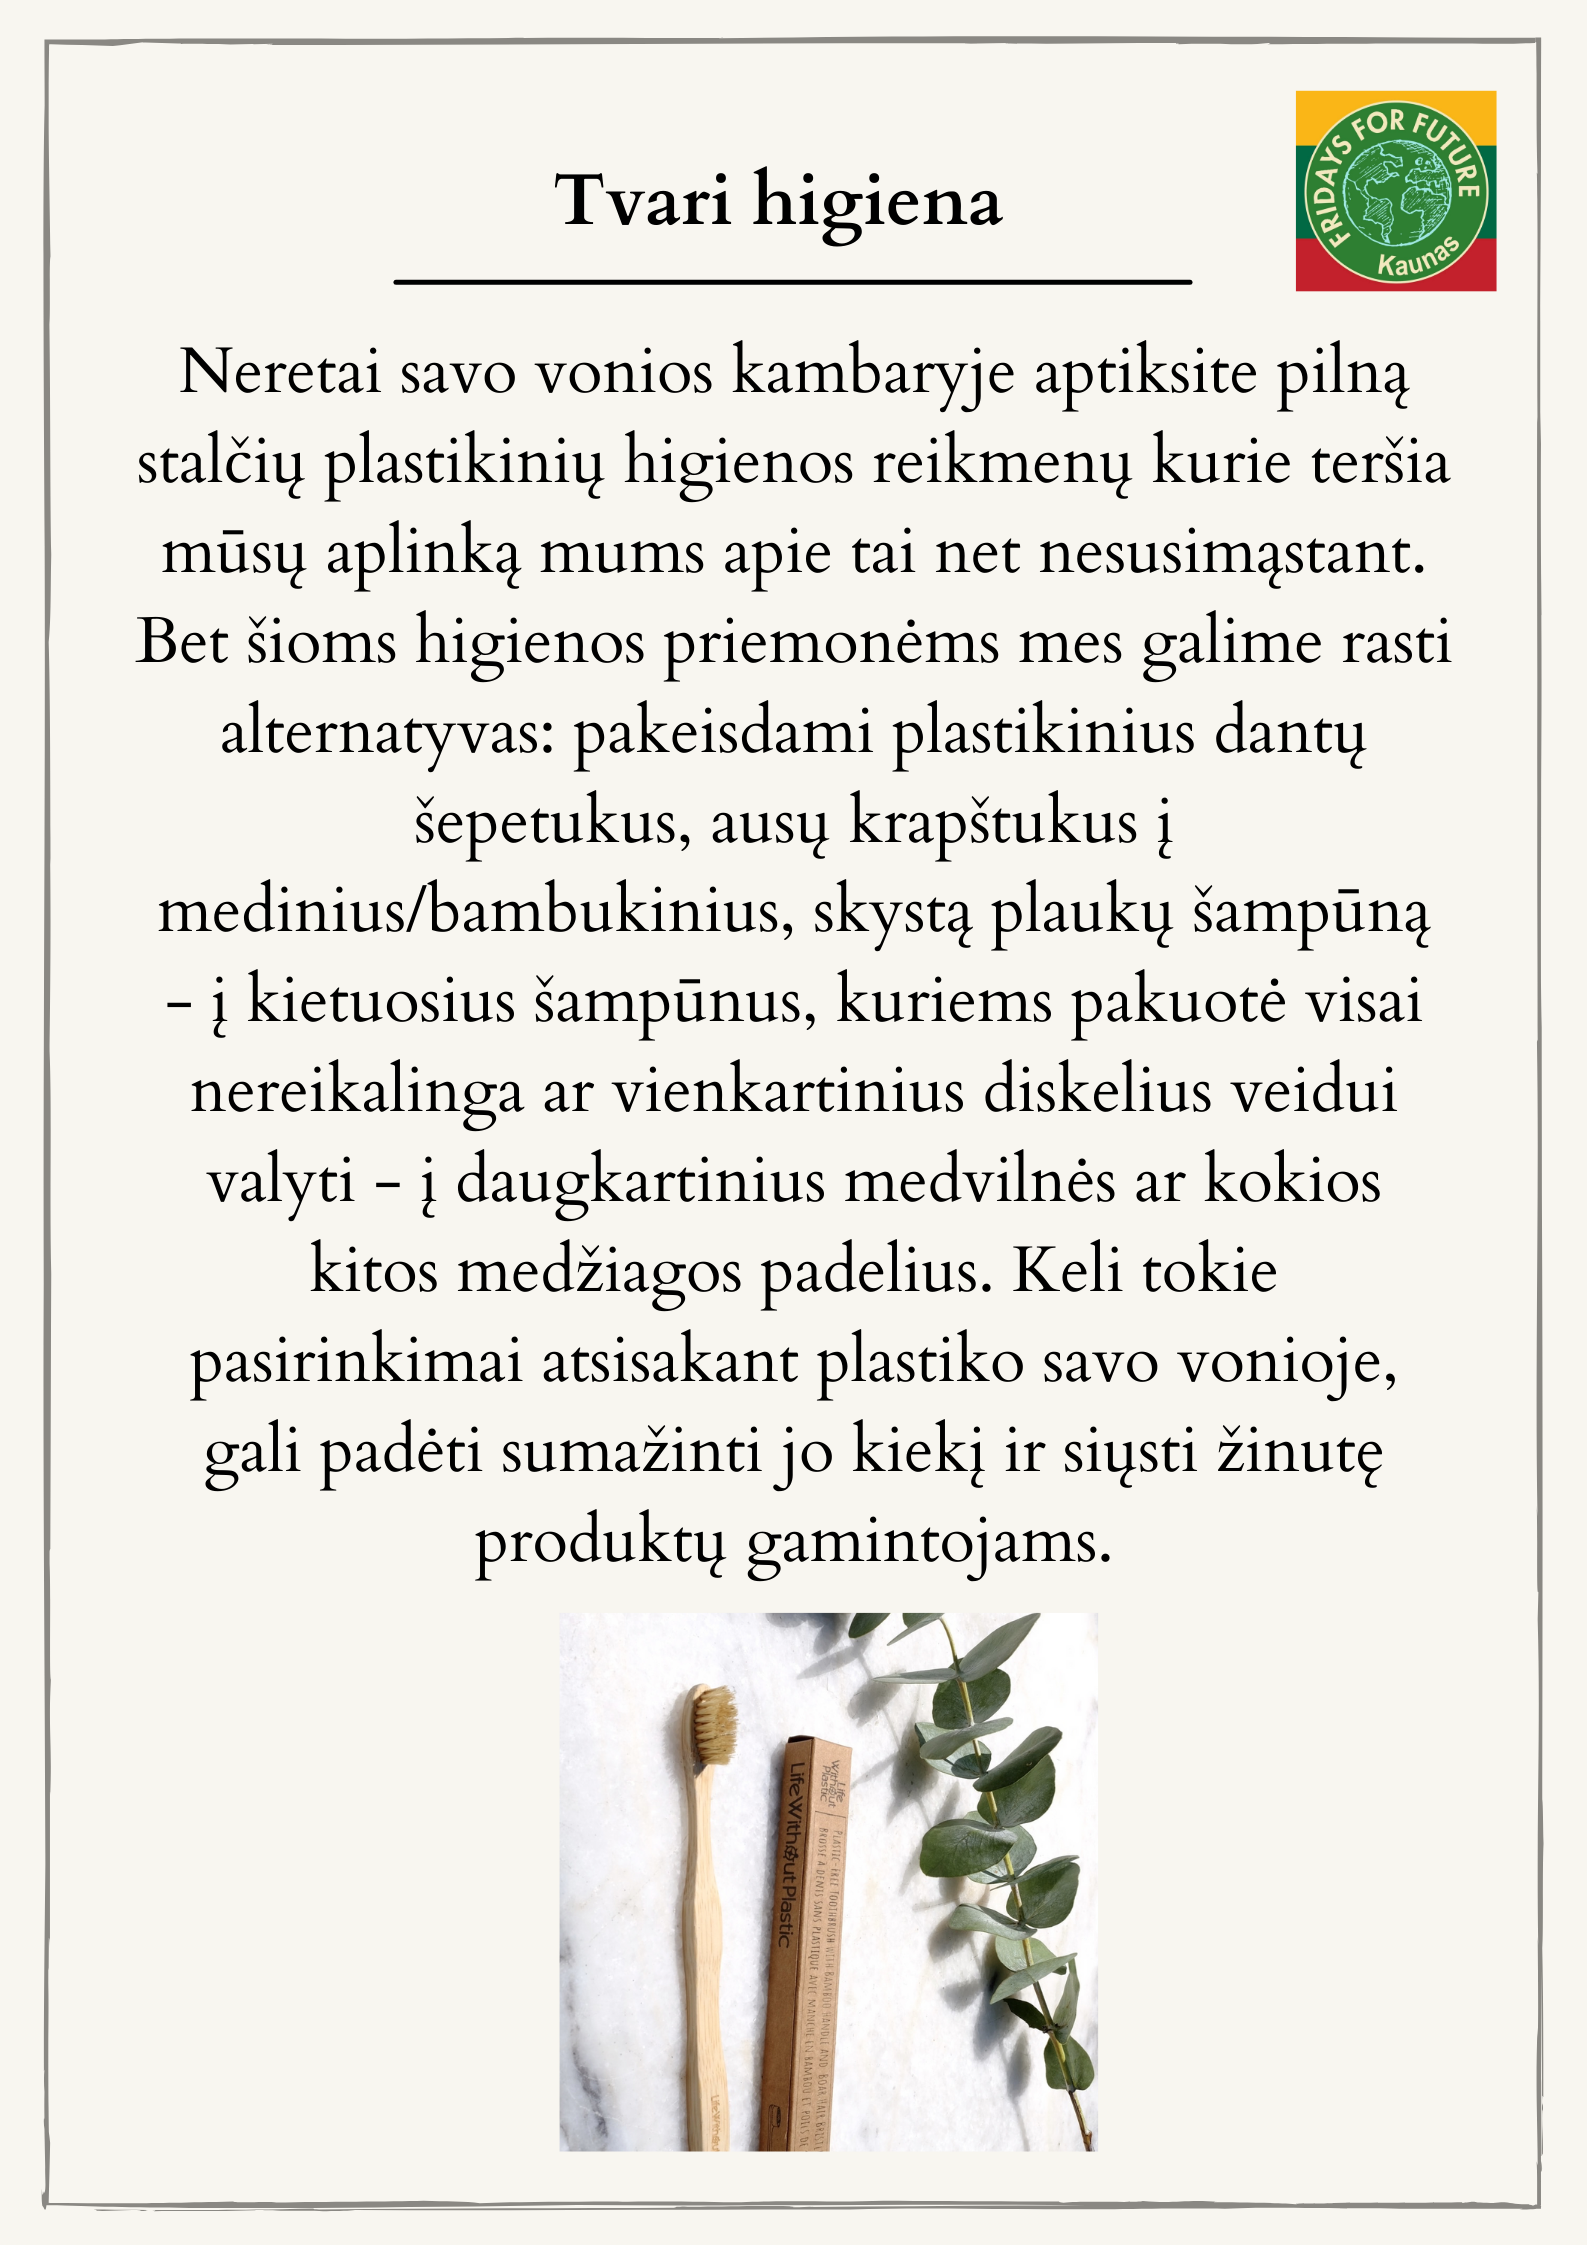 FRIDAYS FOR FUTURE
Kaunas
Tvari higiena
Neretai savo vonios kambaryje aptiksite pilną
stalčių plastikinių higienos reikmenų kurie teršia
mūsų aplinką mums apie tai net nesusimąstant.
Bet šioms higienos priemonėms mes galime rasti
alternatyvas: pakeisdami plastikinius dantų
šepetukus, ausų krapštukus į
medinius/bambukinius, skystą plaukų šampūną
- į kietuosius šampūnus, kuriems pakuotė visai
nereikalinga ar vienkartinius diskelius veidui
valyti - į daugkartinius medvilnės ar kokios
kitos medžiagos padelius. Keli tokie
pasirinkimai atsisakant plastiko savo vonioje,
gali padėti sumažinti jo kiekį ir siųsti žinutę
produktų gamintojams.
LifeWithoutPlastic
Life
Without
Plastic
PLASTIC-FREE TOOTHBRUSH WITH BAMBOO HANDLE AND BOAR HAIR
BROSSE À DENTS SANS PLASTIQUE AVEC MANCHE EN BAMBOU ET POILS DE